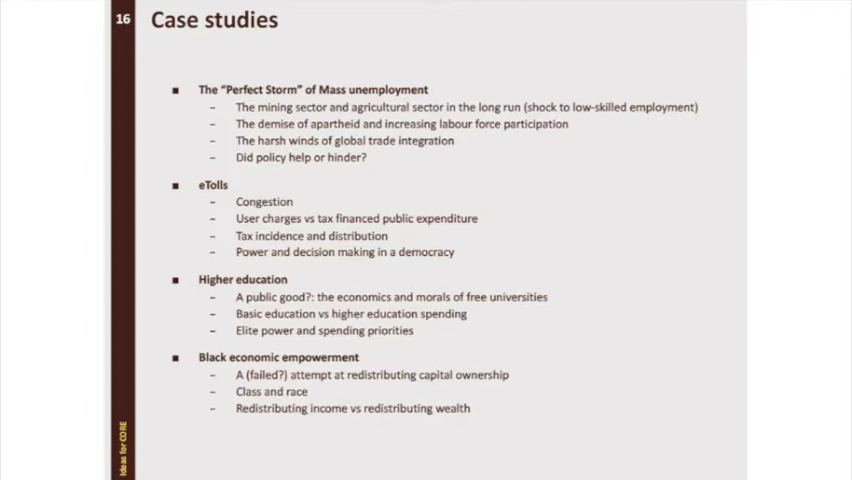 16 Case studies
■ The “Perfect Storm” of Mass unemployment
– The mining sector and agricultural sector in the long run (shock to low-skilled employment)
– The demise of apartheid and increasing labour force participation
– The harsh winds of global trade integration
– Did policy help or hinder?
■ eTolls
– Congestion
– User charges vs tax financed public expenditure
– Tax incidence and distribution
– Power and decision making in a democracy
■ Higher education
– A public good?: the economics and morals of free universities
– Basic education vs higher education spending
– Elite power and spending priorities
■ Black economic empowerment
– A (failed?) attempt at redistributing capital ownership
– Class and race
– Redistributing income vs redistributing wealth
Ideas for CORE